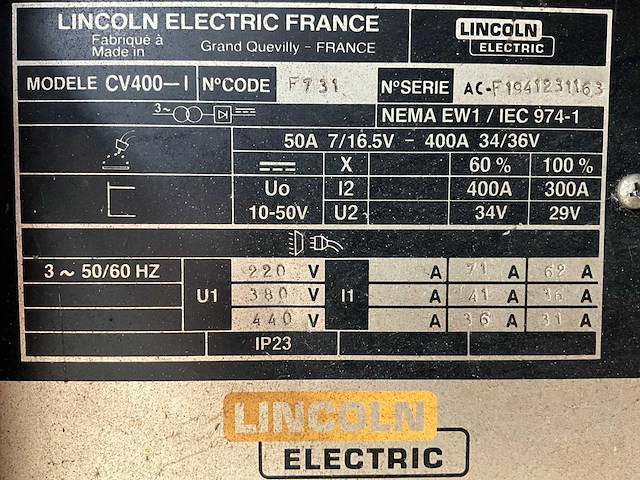 LINCOLN ELECTRIC FRANCE
Fabriqué à
Made in
Grand Quevilly - FRANCE
LINCOLN
ELECTRIC
MODELE CV400-I N°CODE F731 N°SERIE AC-F1941231163
3~ NEMA EW1 / IEC 974-1
50A 7/16.5V - 400A 34/36V
X 60% 100%
Uo I2 400A 300A
10-50V U2 34V 29V
3 ~ 50/60 HZ 220 V A 71 A 62 A
U1 380 V I1 A 41 A A
440 V A 36 A 31 A
IP23
LINCOLN
ELECTRIC